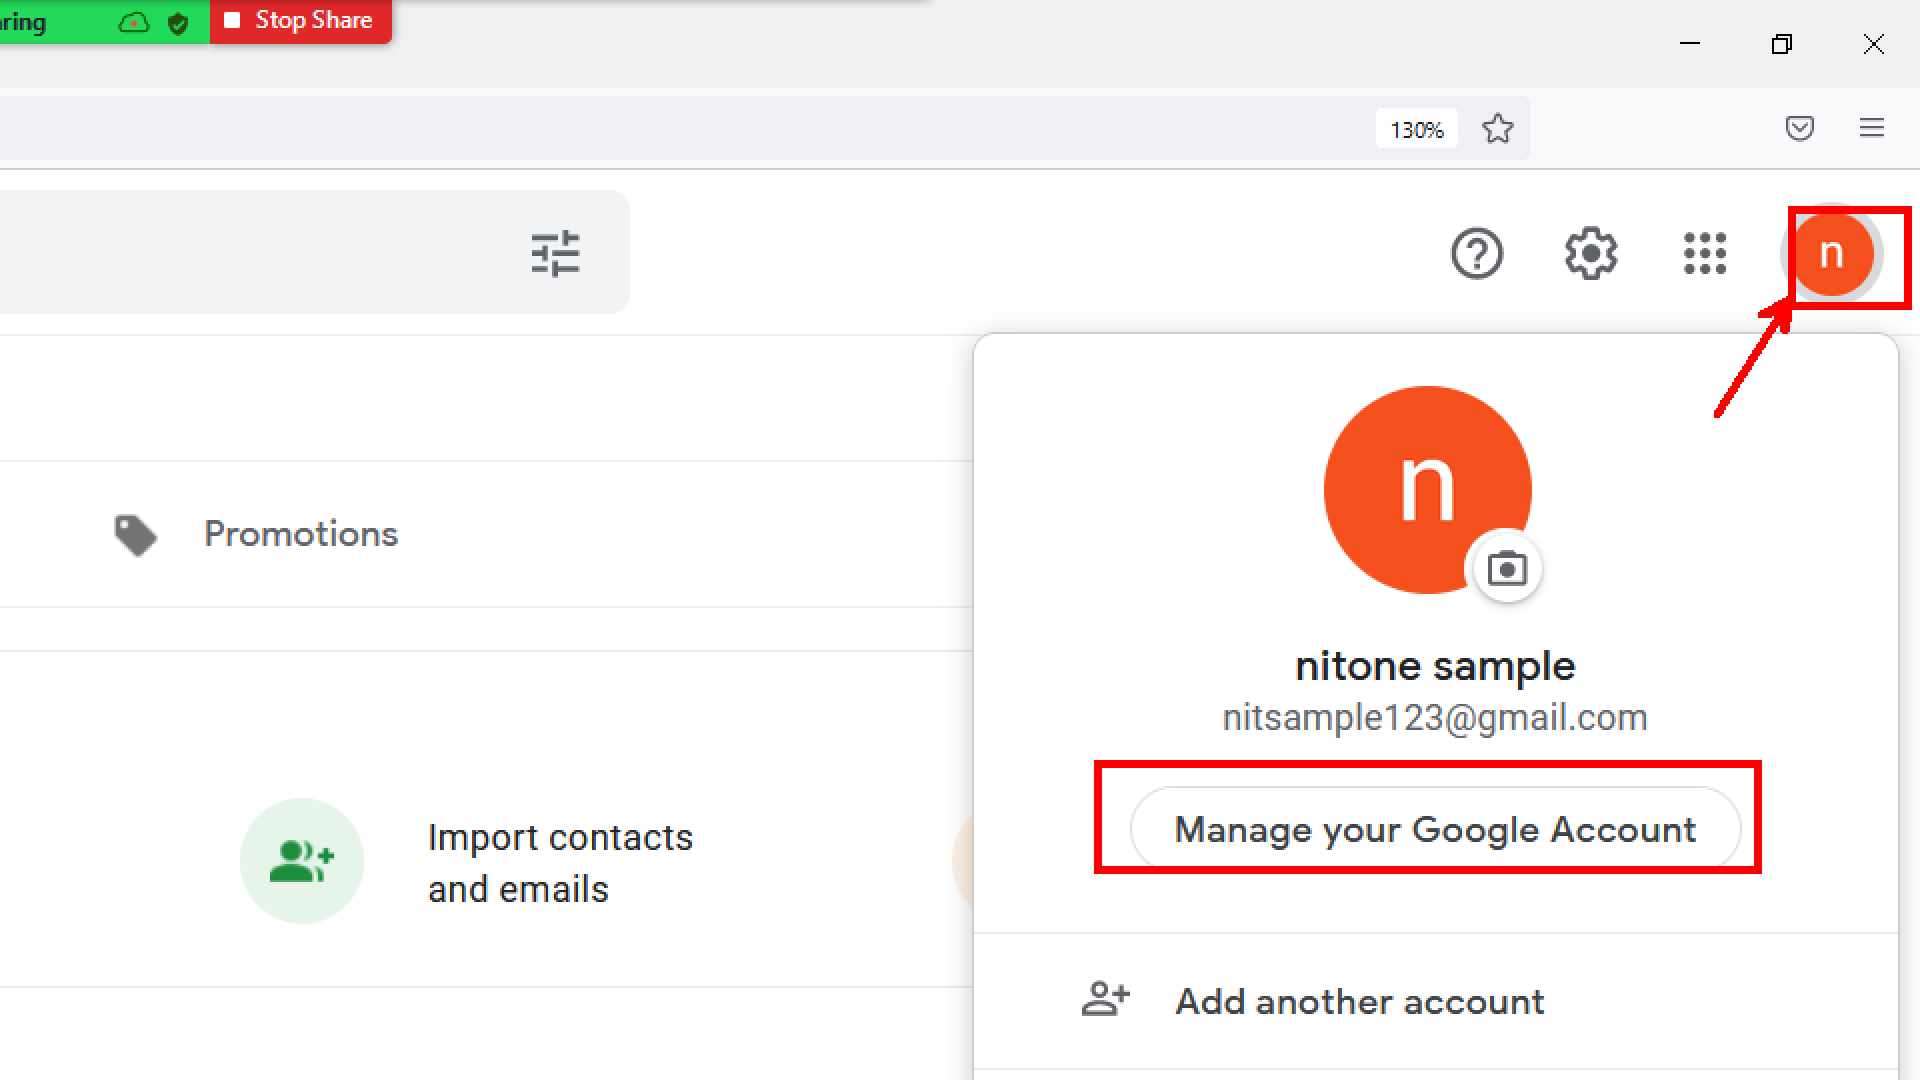 ring
Stop Share
130%
n
Promotions
n
nitone sample
nitsample123@gmail.com
Manage your Google Account
Import contacts
and emails
Add another account